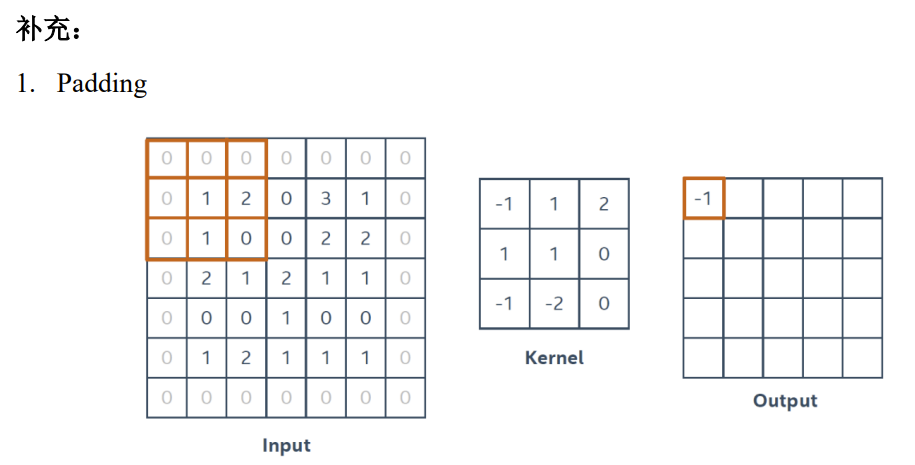 补充：
1. Padding
0 0 0 0 0 0 0
0 1 2 0 3 1 0
0 1 0 0 2 2 0
0 2 1 2 1 1 0
0 0 0 1 0 0 0
0 1 2 1 1 1 0
0 0 0 0 0 0 0
Input
-1 1 2
1 1 0
-1 -2 0
Kernel
-1
Output